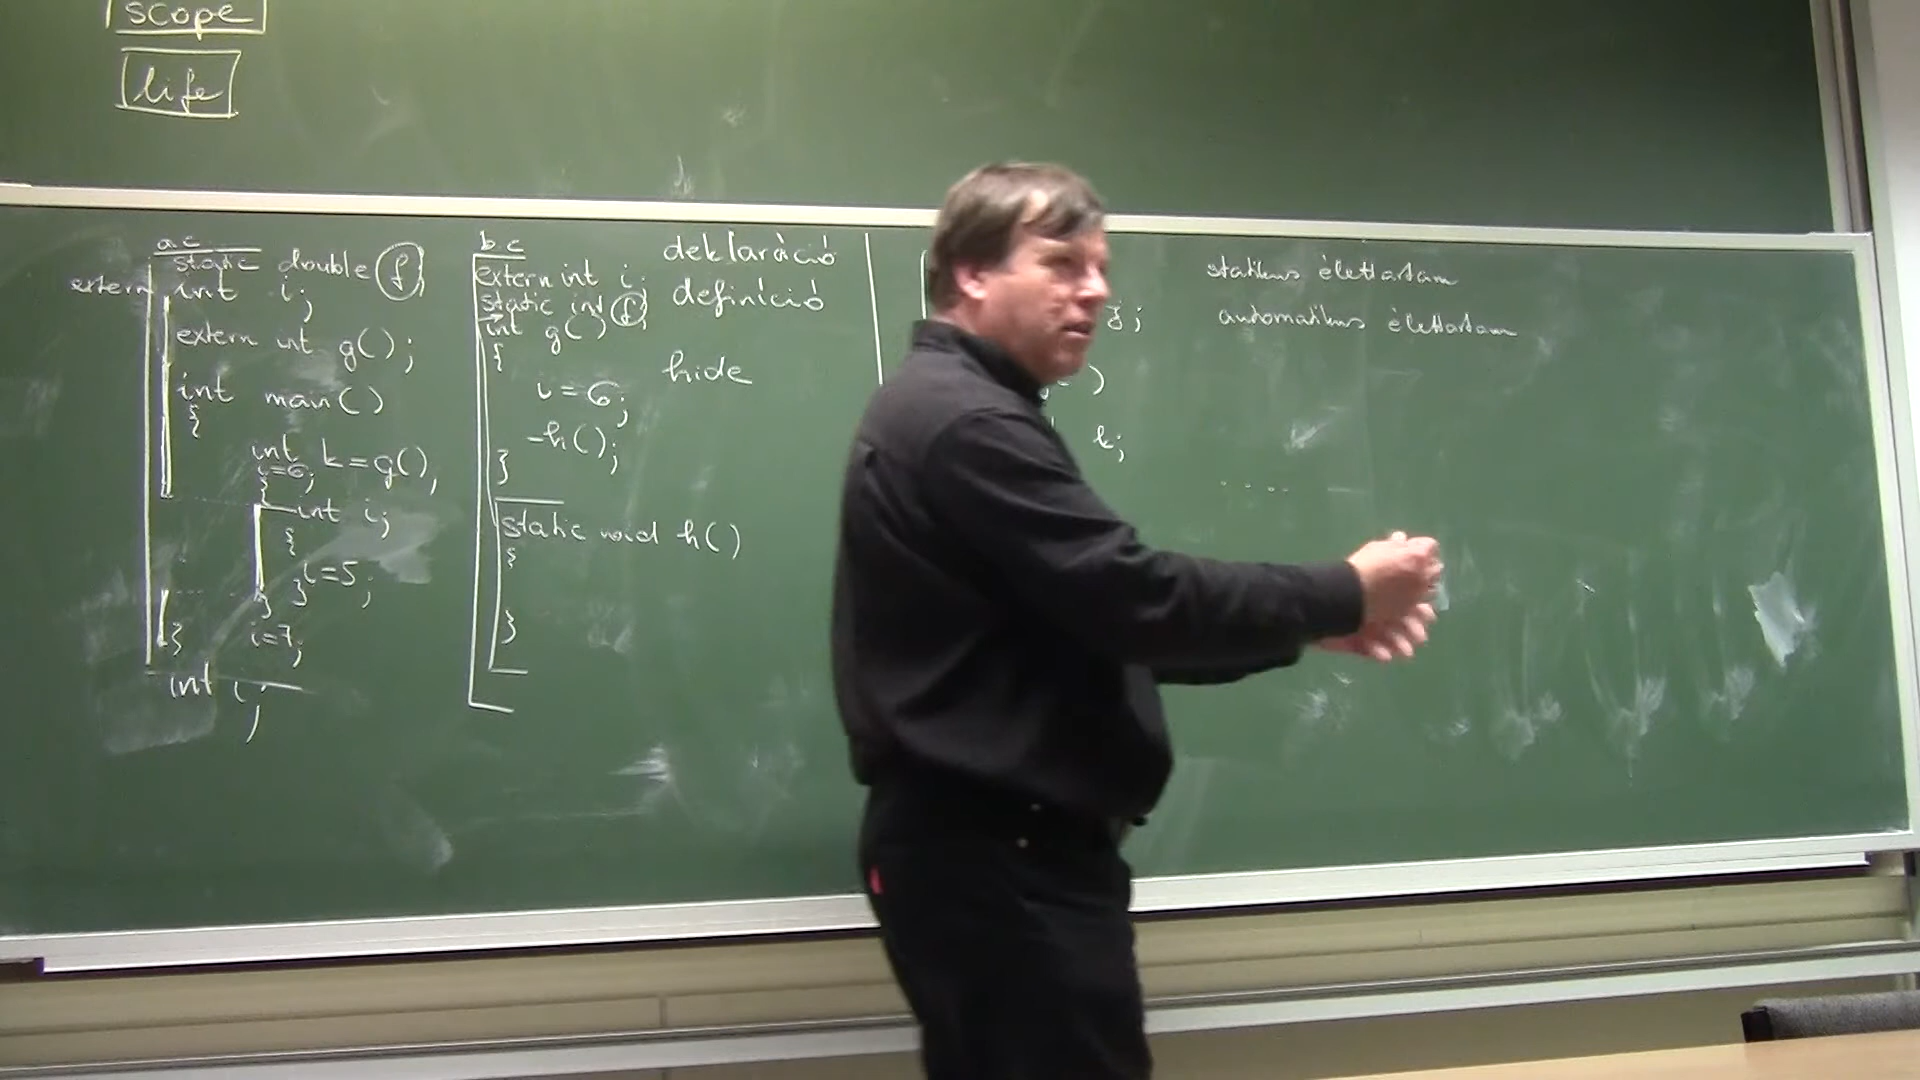 scope
life
a.c
static double f,
extern int i;
extern int g();
int main()
{
int k=g(),
i=6;
{
int i;
{
i=5;
}
}
i=7;
}
int i;
b.c
extern int i;
static int f,
int g()
{
i=6;
h();
}
static void h()
{
}
deklaráció
definíció
hide
j;
)
k;
statikus élettartam
automatikus élettartam
.....